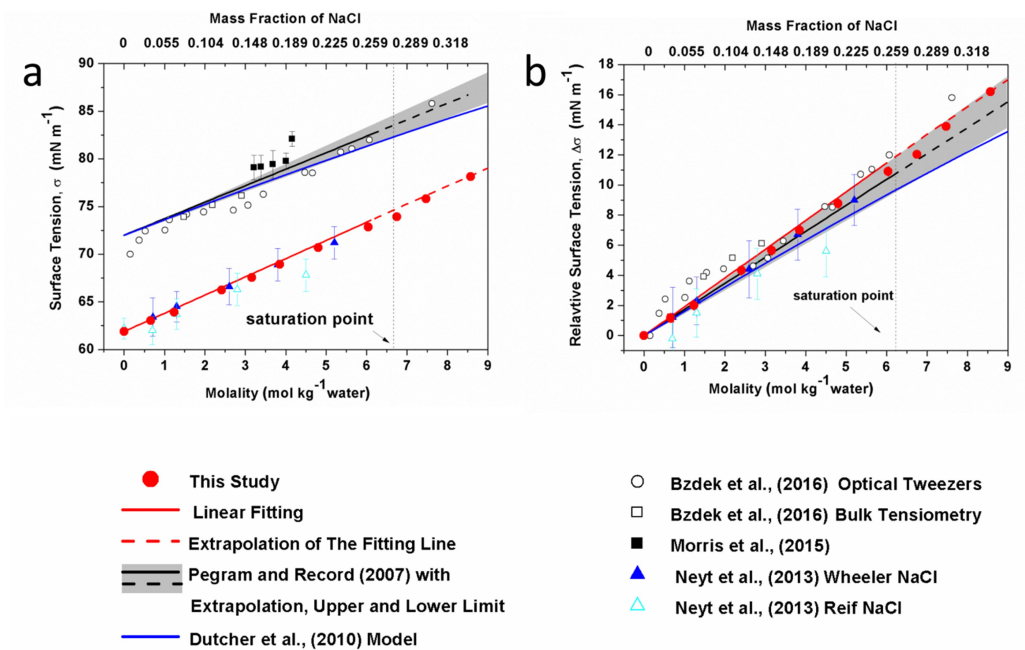 Mass Fraction of NaCl
0 0.055 0.104 0.148 0.189 0.225 0.259 0.289 0.318
a
90
85
80
75
70
65
60
Surface Tension, σ (mN m-1)
saturation point
0 1 2 3 4 5 6 7 8 9
Molality (mol kg-1water)
Mass Fraction of NaCl
0 0.055 0.104 0.148 0.189 0.225 0.259 0.289 0.318
b
18
16
14
12
10
8
6
4
2
0
Relative Surface Tension, Δσ (mN m-1)
saturation point
0 1 2 3 4 5 6 7 8 9
Molality (mol kg-1water)
This Study
Linear Fitting
Extrapolation of The Fitting Line
Pegram and Record (2007) with
Extrapolation, Upper and Lower Limit
Dutcher et al., (2010) Model
Bzdek et al., (2016) Optical Tweezers
Bzdek et al., (2016) Bulk Tensiometry
Morris et al., (2015)
Neyt et al., (2013) Wheeler NaCl
Neyt et al., (2013) Reif NaCl